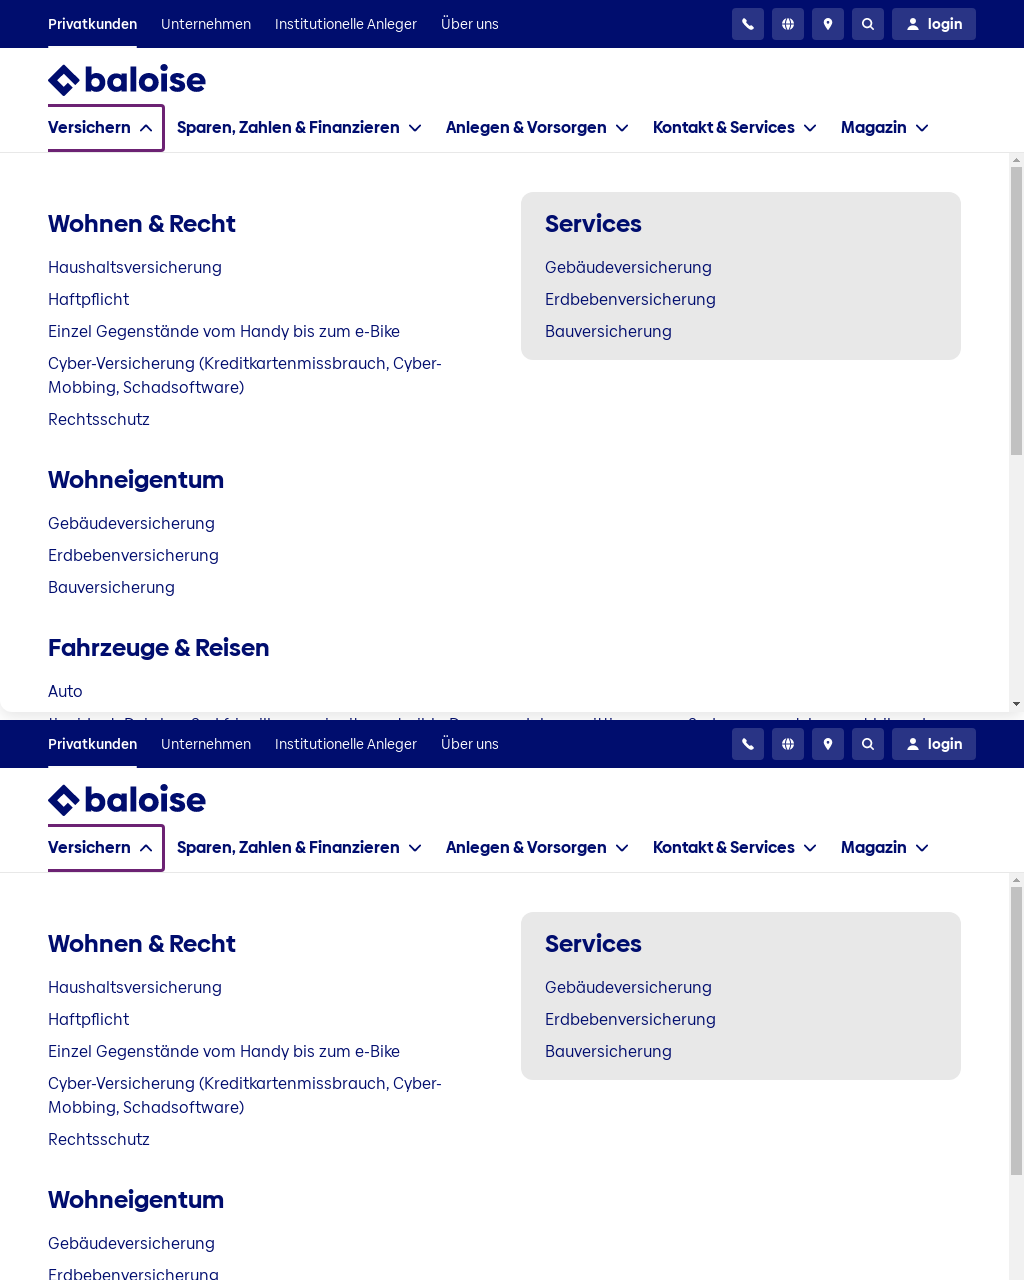 Privatkunden Unternehmen Institutionelle Anleger Über uns login
baloise
Versichern Sparen, Zahlen & Finanzieren Anlegen & Vorsorgen Kontakt & Services Magazin
Wohnen & Recht
Haushaltsversicherung
Haftpflicht
Einzel Gegenstände vom Handy bis zum e-Bike
Cyber-Versicherung (Kreditkartenmissbrauch, Cyber-
Mobbing, Schadsoftware)
Rechtsschutz
Services
Gebäudeversicherung
Erdbebenversicherung
Bauversicherung
Wohneigentum
Gebäudeversicherung
Erdbebenversicherung
Bauversicherung
Fahrzeuge & Reisen
Auto
Privatkunden Unternehmen Institutionelle Anleger Über uns login
baloise
Versichern Sparen, Zahlen & Finanzieren Anlegen & Vorsorgen Kontakt & Services Magazin
Wohnen & Recht
Haushaltsversicherung
Haftpflicht
Einzel Gegenstände vom Handy bis zum e-Bike
Cyber-Versicherung (Kreditkartenmissbrauch, Cyber-
Mobbing, Schadsoftware)
Rechtsschutz
Services
Gebäudeversicherung
Erdbebenversicherung
Bauversicherung
Wohneigentum
Gebäudeversicherung
Erdbebenversicherung